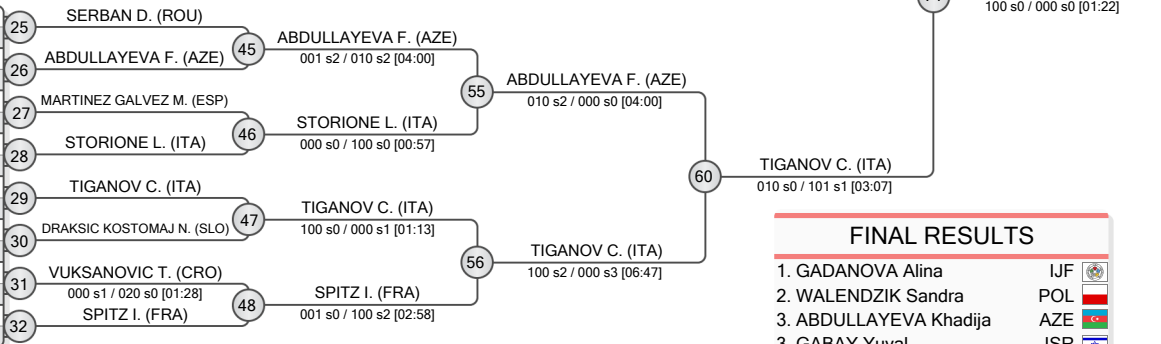 100 s0 / 000 s0 [01:22]
25
SERBAN D. (ROU)
26
ABDULLAYEVA F. (AZE)
27
MARTINEZ GALVEZ M. (ESP)
28
STORIONE L. (ITA)
29
TIGANOV C. (ITA)
30
DRAKSIC KOSTOMAJ N. (SLO)
31
VUKSANOVIC T. (CRO)
000 s1 / 020 s0 [01:28]
32
SPITZ I. (FRA)
45
ABDULLAYEVA F. (AZE)
001 s2 / 010 s2 [04:00]
46
STORIONE L. (ITA)
000 s0 / 100 s0 [00:57]
47
TIGANOV C. (ITA)
100 s0 / 000 s1 [01:13]
48
SPITZ I. (FRA)
001 s0 / 100 s2 [02:58]
55
ABDULLAYEVA F. (AZE)
010 s2 / 000 s0 [04:00]
56
TIGANOV C. (ITA)
100 s2 / 000 s3 [06:47]
60
TIGANOV C. (ITA)
010 s0 / 101 s1 [03:07]
FINAL RESULTS
1. GADANOVA Alina IJF
2. WALENDZIK Sandra POL
3. ABDULLAYEVA Khadija AZE
3. GABAY Yuval ISR